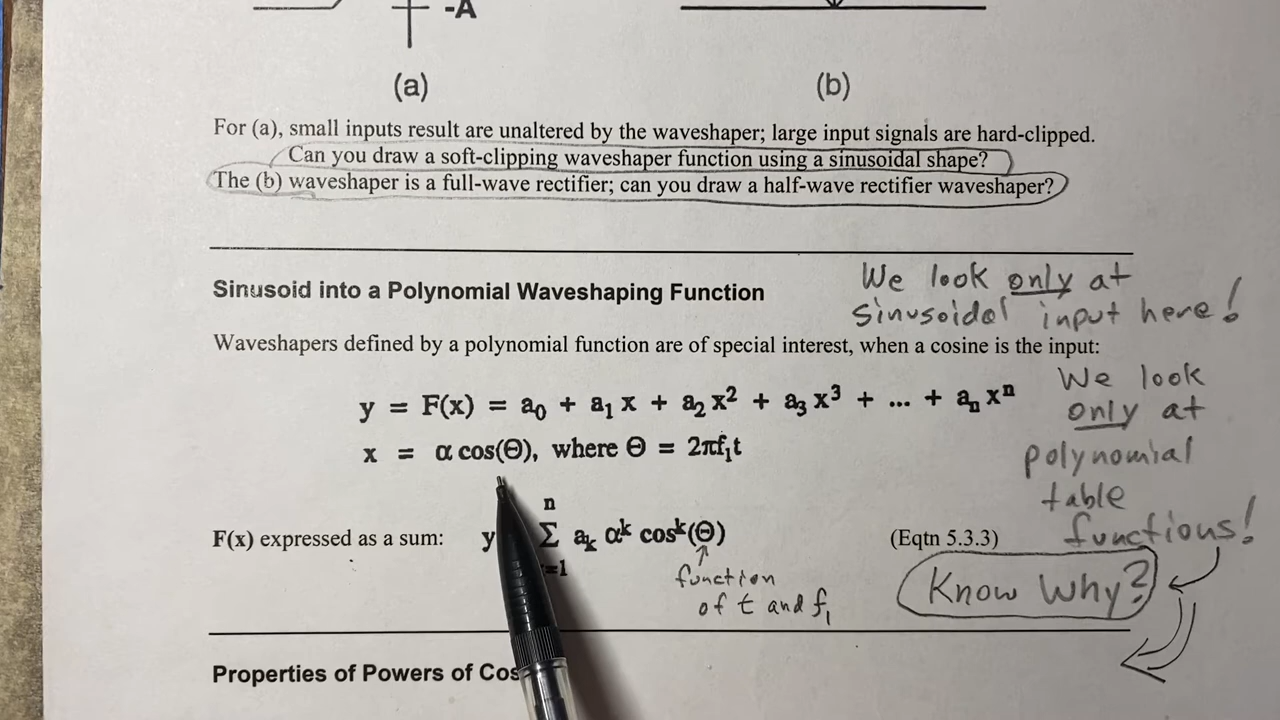 -A
(a)
(b)
For (a), small inputs result are unaltered by the waveshaper; large input signals are hard-clipped.
Can you draw a soft-clipping waveshaper function using a sinusoidal shape?
The (b) waveshaper is a full-wave rectifier; can you draw a half-wave rectifier waveshaper?
We look only at
sinusoidal input here!
Sinusoid into a Polynomial Waveshaping Function
Waveshapers defined by a polynomial function are of special interest, when a cosine is the input:
y = F(x) = a₀ + a₁ x + a₂ x² + a₃ x³ + ... + aₙ xⁿ
x = α cos(Θ), where Θ = 2πf₁t
We look
only at
polynomial
table
functions!
F(x) expressed as a sum: y
n
Σ aₖ αᵏ cosᵏ(Θ)
=1
(Eqtn 5.3.3)
function
of t and f₁
Know Why?
Properties of Powers of Cos